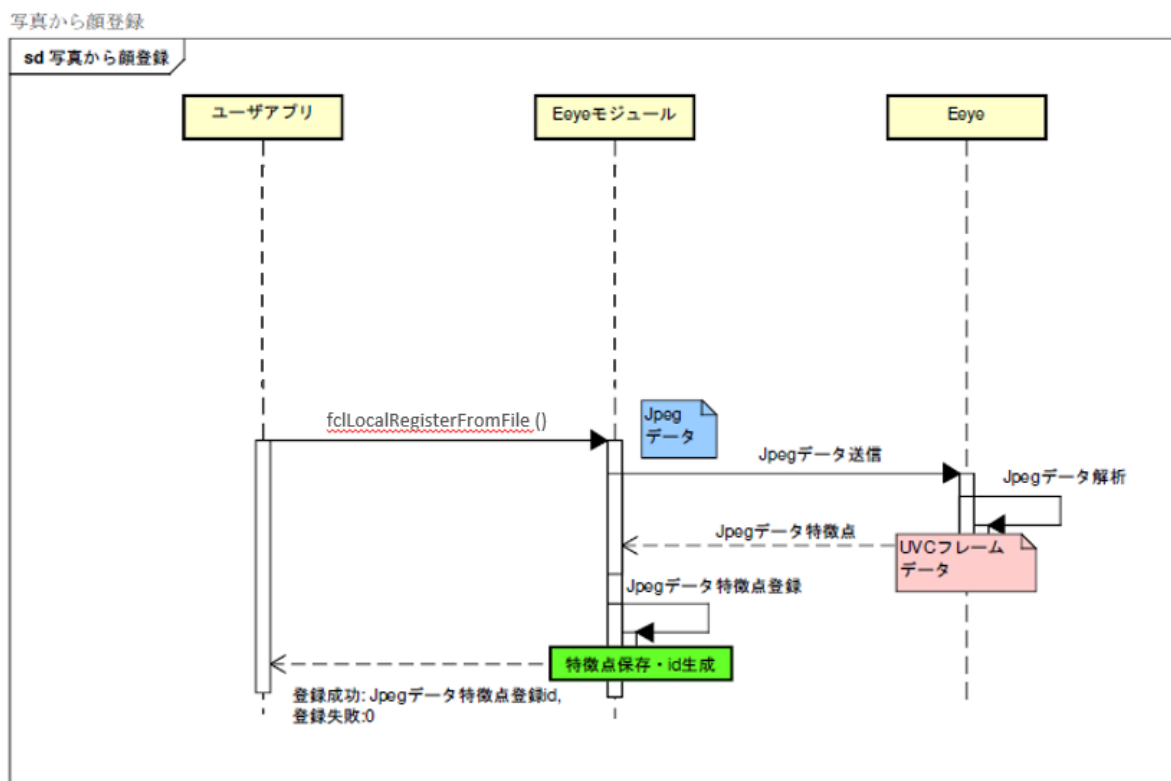 写真から顔登録
sd 写真から顔登録
ユーザアプリ
Eeyeモジュール
Eeye
fclLocalRegisterFromFile ()
Jpeg
データ
Jpegデータ送信
Jpegデータ解析
Jpegデータ特徴点
UVCフレーム
データ
Jpegデータ特徴点登録
特徴点保存・id生成
登録成功: Jpegデータ特徴点登録id,
登録失敗:0